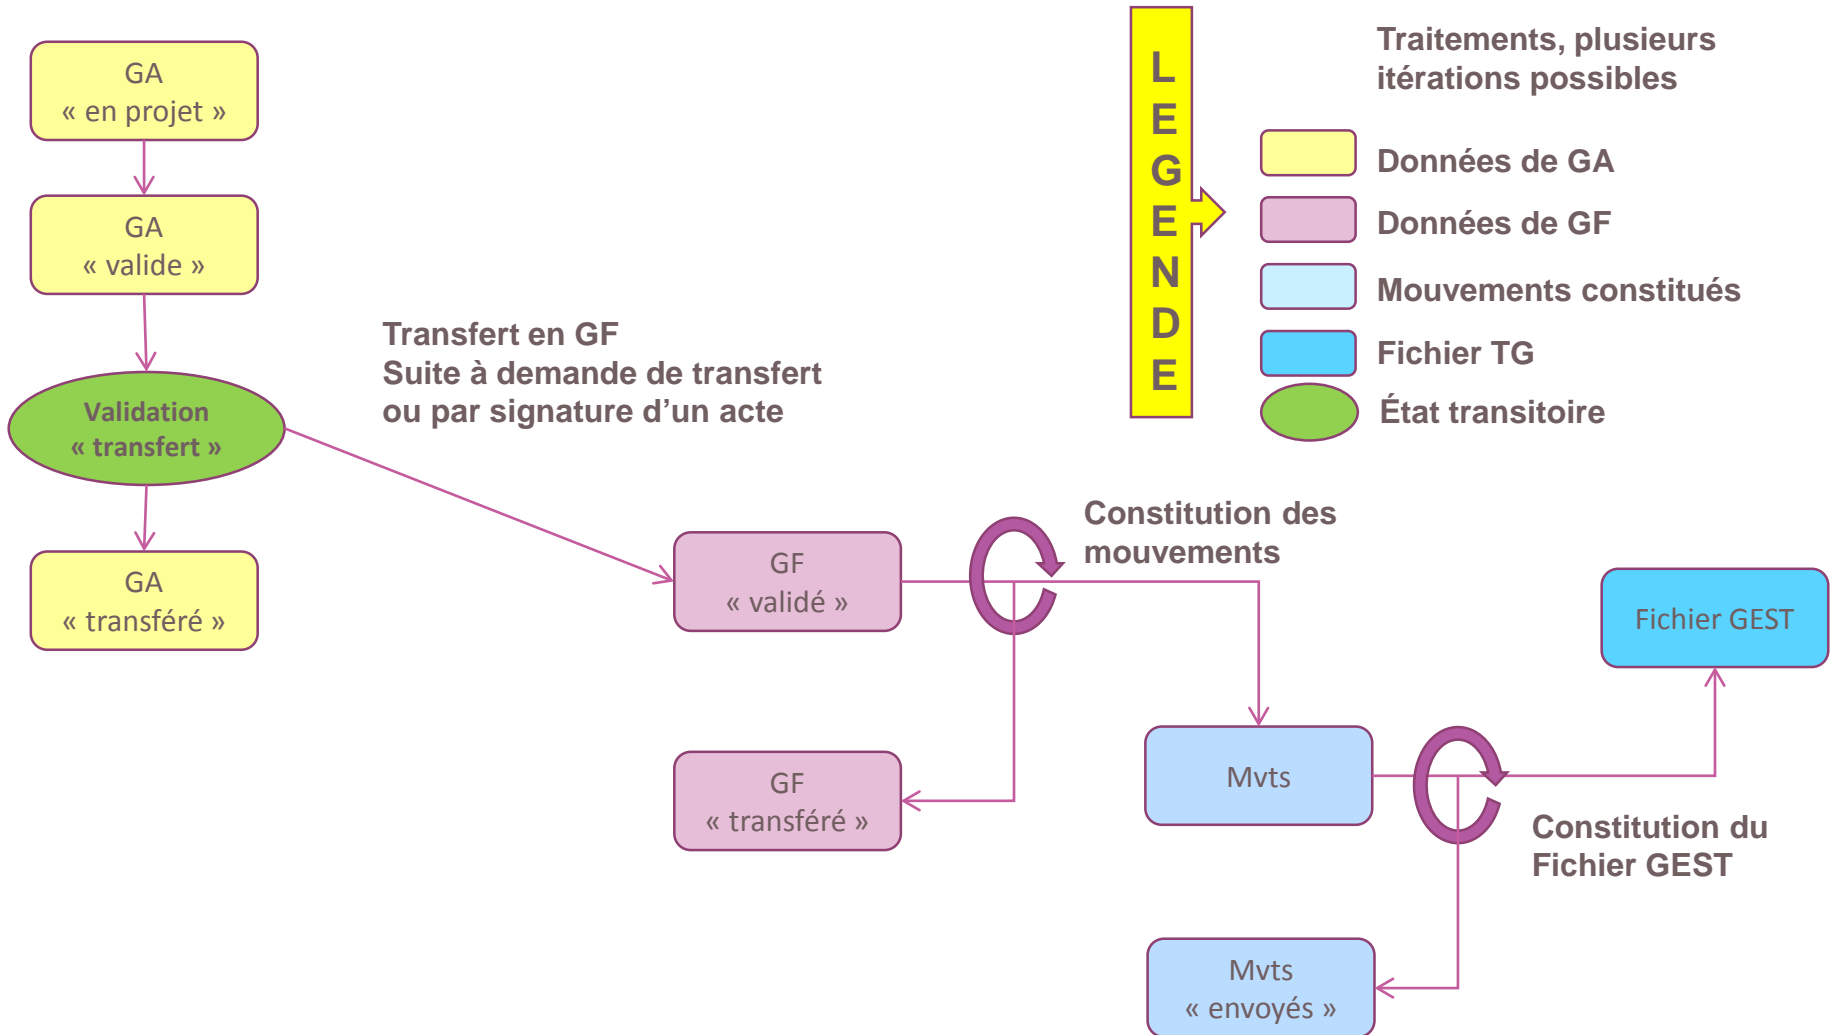 GA
« en projet »
GA
« valide »
Validation
« transfert »
GA
« transféré »
Transfert en GF
Suite à demande de transfert
ou par signature d’un acte
L
E
G
E
N
D
E
Traitements, plusieurs
itérations possibles
Données de GA
Données de GF
Mouvements constitués
Fichier TG
État transitoire
GF
« validé »
Constitution des
mouvements
GF
« transféré »
Mvts
Fichier GEST
Constitution du
Fichier GEST
Mvts
« envoyés »